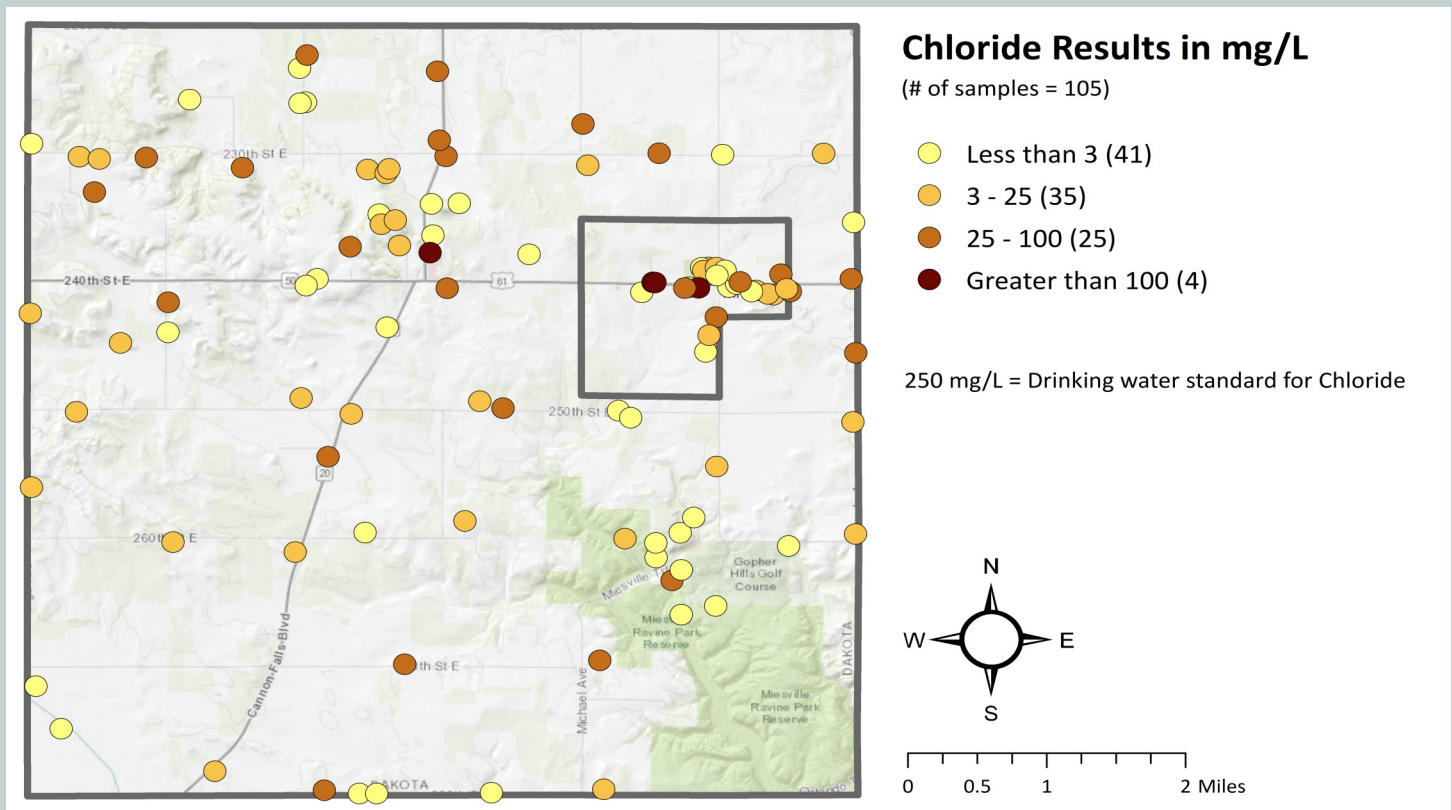 Chloride Results in mg/L
(# of samples = 105)
Less than 3 (41)
3 - 25 (35)
25 - 100 (25)
Greater than 100 (4)
250 mg/L = Drinking water standard for Chloride
N
W
E
S
0
0.5
1
2 Miles
230th St E
240th-St-E
50
61
250th St
20
260th E
Gopher
Hills Golf
Course
Miesville
Ravine Park
Reserve
th St E
Cannon-Falls-Blvd
Michael Ave
DAKOTA
Miesville
Ravine Park
Reserve
DAKOTA